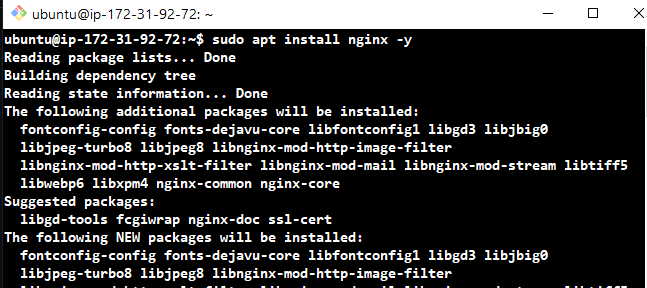 ubuntu@ip-172-31-92-72: ~
ubuntu@ip-172-31-92-72:~$ sudo apt install nginx -y
Reading package lists... Done
Building dependency tree
Reading state information... Done
The following additional packages will be installed:
  fontconfig-config fonts-dejavu-core libfontconfig1 libgd3 libjbig0
  libjpeg-turbo8 libjpeg8 libnginx-mod-http-image-filter
  libnginx-mod-http-xslt-filter libnginx-mod-mail libnginx-mod-stream libtiff5
  libwebp6 libxpm4 nginx-common nginx-core
Suggested packages:
  libgd-tools fcgiwrap nginx-doc ssl-cert
The following NEW packages will be installed:
  fontconfig-config fonts-dejavu-core libfontconfig1 libgd3 libjbig0
  libjpeg-turbo8 libjpeg8 libnginx-mod-http-image-filter